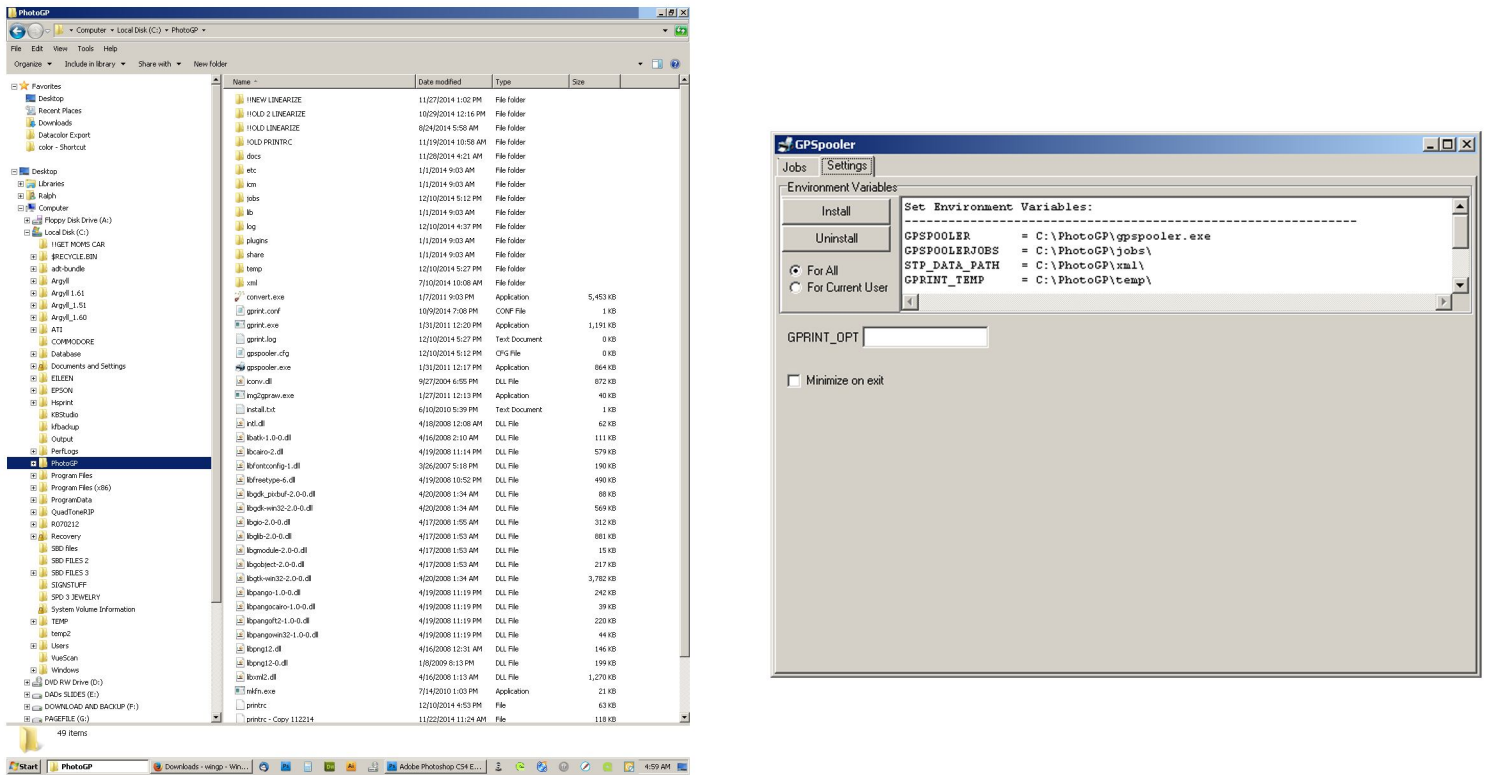 PhotoGP
Computer Local Disk (C:) PhotoGP
File Edit View Tools Help
Organize Include in library Share with New folder
Favorites
Desktop
Recent Places
Downloads
Datacolor Export
color - Shortcut
Desktop
Libraries
Ralph
Computer
Floppy Disk Drive (A:)
Local Disk (C:)
!!GET MOMS CAR
$RECYCLE.BIN
adt-bundle
Argyll
Argyll 1.61
Argyll_1.51
Argyll_1.60
ATI
COMMODORE
Database
Documents and Settings
EILEEN
EPSON
Hsprint
KBStudio
kfbackup
Output
PerfLogs
PhotoGP
Program Files
Program Files (x86)
ProgramData
QuadToneRIP
R070212
Recovery
SBD files
SBD FILES 2
SBD FILES 3
SIGNSTUFF
SPD 3 JEWELRY
System Volume Information
TEMP
temp2
Users
VueScan
Windows
DVD RW Drive (D:)
DADs SLIDES (E:)
DOWNLOAD AND BACKUP (F:)
PAGEFILE (G:)
Name Date modified Type Size
!!NEW LINEARIZE 11/27/2014 1:02 PM File folder
!!OLD 2 LINEARIZE 10/29/2014 12:16 PM File folder
!!OLD LINEARIZE 8/24/2014 5:58 AM File folder
!OLD PRINTRC 11/19/2014 10:58 AM File folder
docs 11/28/2014 4:21 AM File folder
etc 1/1/2014 9:03 AM File folder
icm 1/1/2014 9:03 AM File folder
jobs 12/10/2014 5:12 PM File folder
lib 1/1/2014 9:03 AM File folder
log 12/10/2014 4:37 PM File folder
plugins 1/1/2014 9:03 AM File folder
share 1/1/2014 9:03 AM File folder
temp 12/10/2014 5:27 PM File folder
xml 7/10/2014 10:08 AM File folder
convert.exe 1/7/2011 9:03 PM Application 5,453 KB
gprint.conf 10/9/2014 7:08 PM CONF File 1 KB
gprint.exe 1/31/2011 12:20 PM Application 1,191 KB
gprint.log 12/10/2014 5:27 PM Text Document 0 KB
gpspooler.cfg 12/10/2014 5:12 PM CFG File 0 KB
gpspooler.exe 1/31/2011 12:17 PM Application 864 KB
iconv.dll 9/27/2004 6:55 PM DLL File 872 KB
img2gpraw.exe 1/27/2011 12:13 PM Application 40 KB
install.txt 6/10/2010 5:39 PM Text Document 1 KB
intl.dll 4/18/2008 12:08 AM DLL File 62 KB
libatk-1.0-0.dll 4/16/2008 2:10 AM DLL File 111 KB
libcairo-2.dll 4/19/2008 11:14 PM DLL File 579 KB
libfontconfig-1.dll 3/26/2007 5:18 PM DLL File 190 KB
libfreetype-6.dll 4/19/2008 10:52 PM DLL File 490 KB
libgdk_pixbuf-2.0-0.dll 4/20/2008 1:34 AM DLL File 88 KB
libgdk-win32-2.0-0.dll 4/20/2008 1:34 AM DLL File 569 KB
libgio-2.0-0.dll 4/17/2008 1:55 AM DLL File 312 KB
libglib-2.0-0.dll 4/17/2008 1:53 AM DLL File 881 KB
libgmodule-2.0-0.dll 4/17/2008 1:53 AM DLL File 15 KB
libgobject-2.0-0.dll 4/17/2008 1:53 AM DLL File 217 KB
libgtk-win32-2.0-0.dll 4/20/2008 1:34 AM DLL File 3,782 KB
libpango-1.0-0.dll 4/19/2008 11:19 PM DLL File 242 KB
libpangocairo-1.0-0.dll 4/19/2008 11:19 PM DLL File 39 KB
libpangoft2-1.0-0.dll 4/19/2008 11:19 PM DLL File 220 KB
libpangowin32-1.0-0.dll 4/19/2008 11:19 PM DLL File 44 KB
libpng12.dll 4/16/2008 12:31 AM DLL File 146 KB
libpng12-0.dll 1/8/2009 8:13 PM DLL File 199 KB
libxml2.dll 4/16/2008 1:13 AM DLL File 1,270 KB
mkfn.exe 7/14/2010 1:03 PM Application 21 KB
printrc 12/10/2014 4:53 PM File 63 KB
printrc - Copy 112214 11/22/2014 11:24 AM File 118 KB
49 items
Start PhotoGP Downloads - wingp - Win... Adobe Photoshop CS4 E... 4:59 AM
GPSpooler
Jobs Settings
Environment Variables
Install
Uninstall
For All
For Current User
Set Environment Variables:
-----------------------------------------------------------
GPSPOOLER = C:\PhotoGP\gpspooler.exe
GPSPOOLERJOBS = C:\PhotoGP\jobs\
STP_DATA_PATH = C:\PhotoGP\xml\
GPRINT_TEMP = C:\PhotoGP\temp\
GPRINT_OPT
Minimize on exit